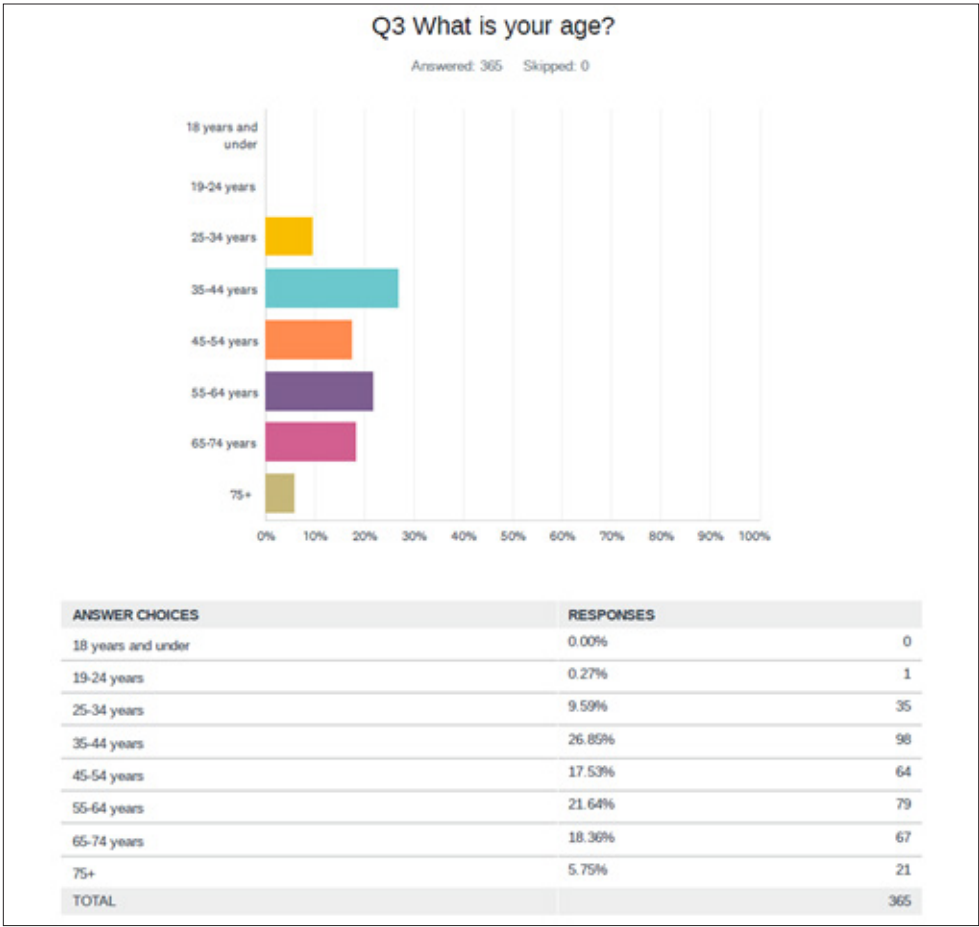 Q3 What is your age?
Answered: 365 Skipped: 0
18 years and
under
19-24 years
25-34 years
35-44 years
45-54 years
55-64 years
65-74 years
75+
0% 10% 20% 30% 40% 50% 60% 70% 80% 90% 100%
ANSWER CHOICES RESPONSES
18 years and under 0.00% 0
19-24 years 0.27% 1
25-34 years 9.59% 35
35-44 years 26.85% 98
45-54 years 17.53% 64
55-64 years 21.64% 79
65-74 years 18.36% 67
75+ 5.75% 21
TOTAL 365